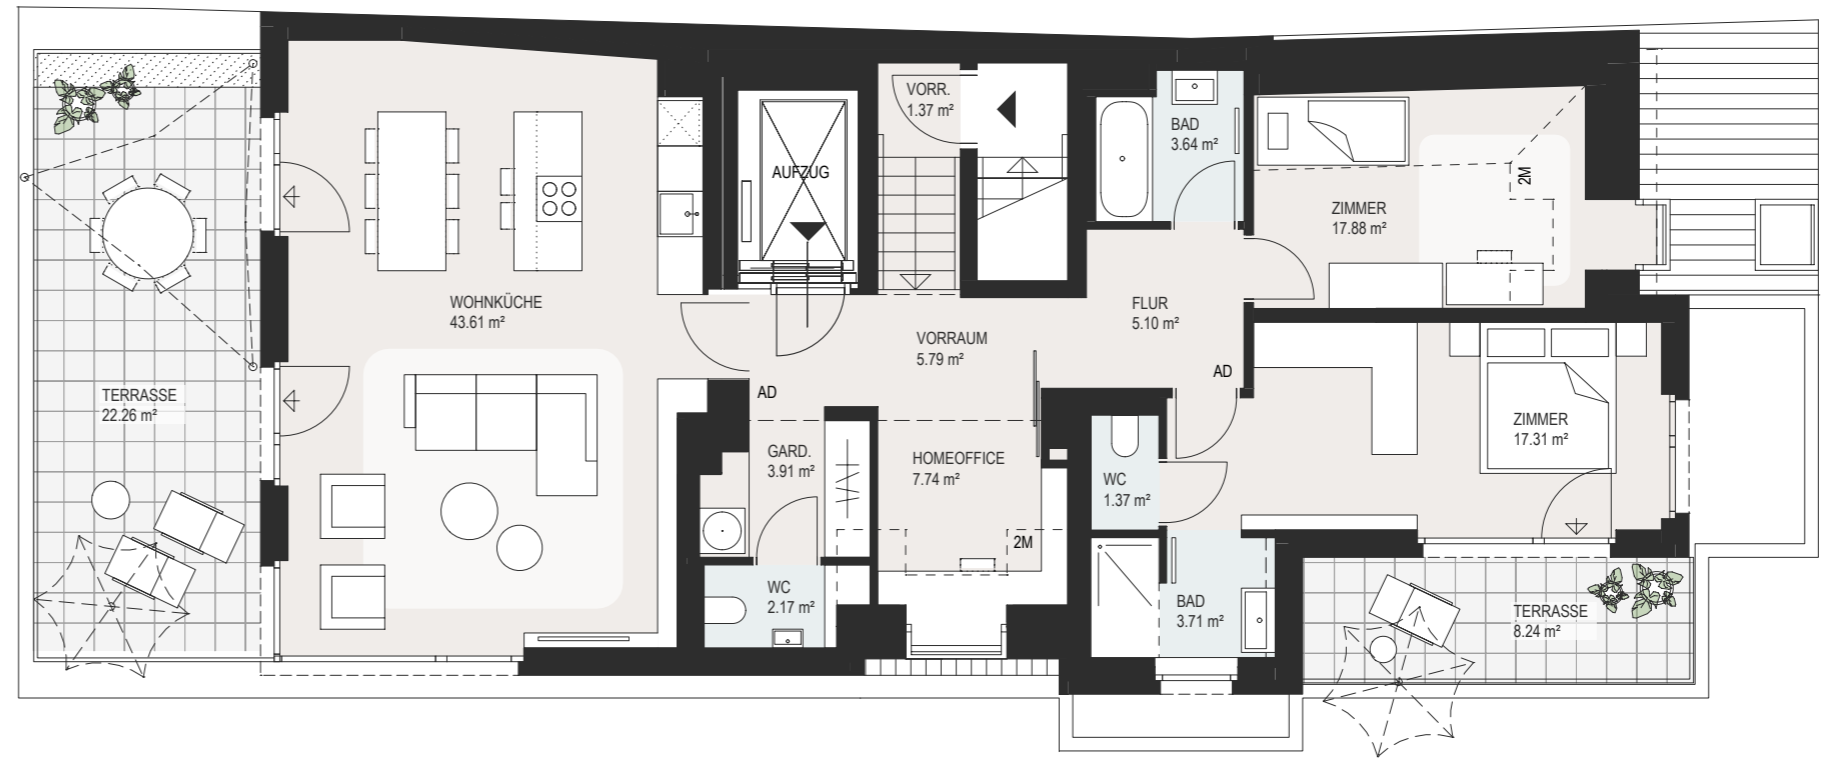 VORR.
1.37 m²
BAD
3.64 m²
AUFZUG
2M
ZIMMER
17.88 m²
WOHNKÜCHE
43.61 m²
FLUR
5.10 m²
VORRAUM
5.79 m²
AD
AD
TERRASSE
22.26 m²
ZIMMER
17.31 m²
GARD.
3.91 m²
HOMEOFFICE
7.74 m²
WC
1.37 m²
2M
WC
2.17 m²
BAD
3.71 m²
TERRASSE
8.24 m²